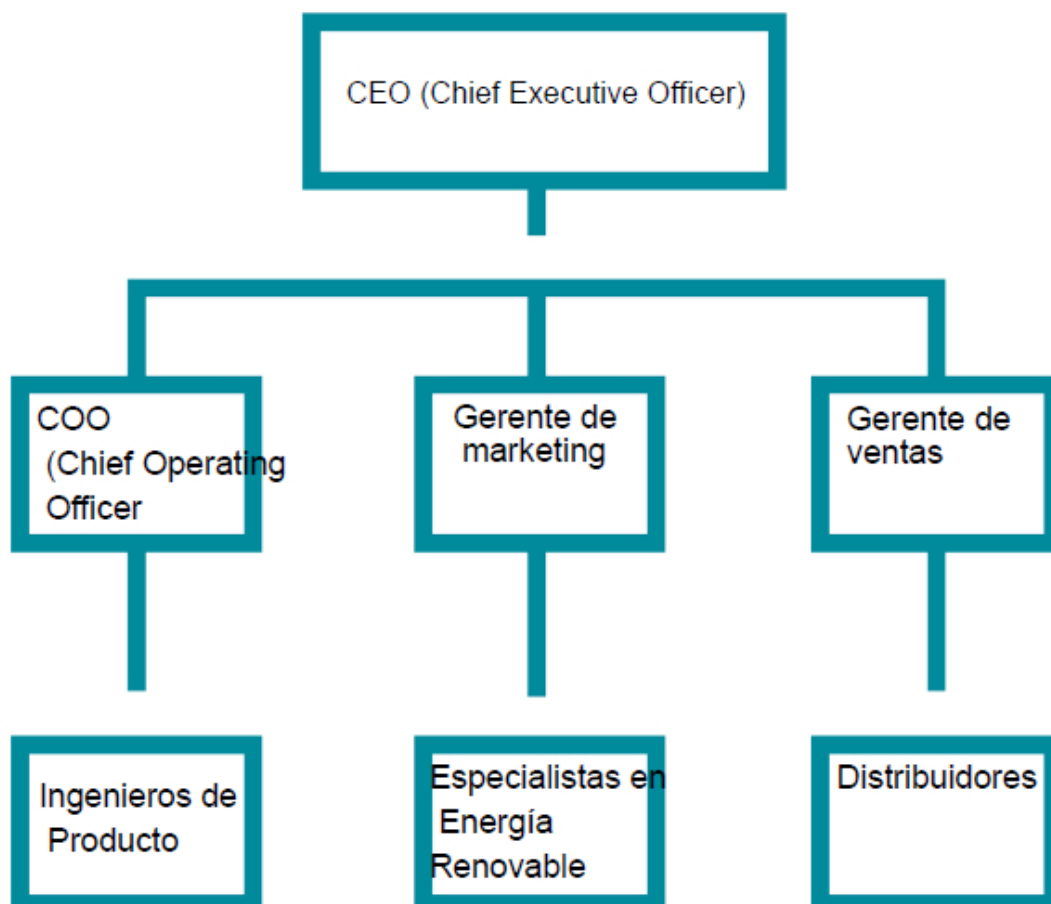 CEO (Chief Executive Officer)
COO
(Chief Operating
Officer
Gerente de
marketing
Gerente de
ventas
Ingenieros de
Producto
Especialistas en
Energía
Renovable
Distribuidores